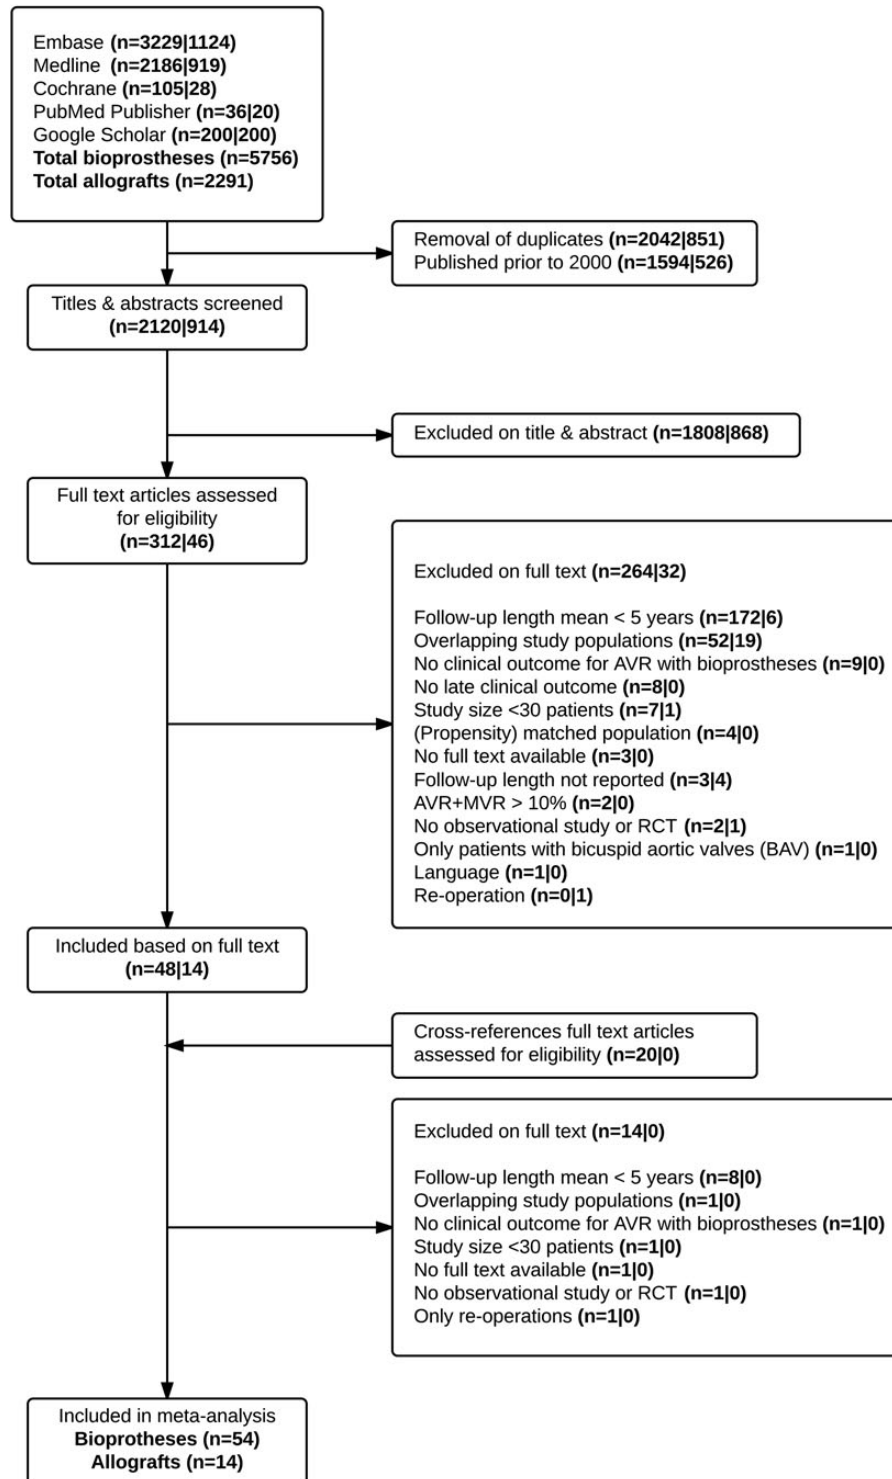 Embase (n=3229|1124)
Medline (n=2186|919)
Cochrane (n=105|28)
PubMed Publisher (n=36|20)
Google Scholar (n=200|200)
Total bioprostheses (n=5756)
Total allografts (n=2291)
Removal of duplicates (n=2042|851)
Published prior to 2000 (n=1594|526)
Titles & abstracts screened
(n=2120|914)
Excluded on title & abstract (n=1808|868)
Full text articles assessed
for eligibility
(n=312|46)
Excluded on full text (n=264|32)
Follow-up length mean < 5 years (n=172|6)
Overlapping study populations (n=52|19)
No clinical outcome for AVR with bioprostheses (n=9|0)
No late clinical outcome (n=8|0)
Study size <30 patients (n=7|1)
(Propensity) matched population (n=4|0)
No full text available (n=3|0)
Follow-up length not reported (n=3|4)
AVR+MVR > 10% (n=2|0)
No observational study or RCT (n=2|1)
Only patients with bicuspid aortic valves (BAV) (n=1|0)
Language (n=1|0)
Re-operation (n=0|1)
Included based on full text
(n=48|14)
Cross-references full text articles
assessed for eligibility (n=20|0)
Excluded on full text (n=14|0)
Follow-up length mean < 5 years (n=8|0)
Overlapping study populations (n=1|0)
No clinical outcome for AVR with bioprostheses (n=1|0)
Study size <30 patients (n=1|0)
No full text available (n=1|0)
No observational study or RCT (n=1|0)
Only re-operations (n=1|0)
Included in meta-analysis
Bioprotheses (n=54)
Allografts (n=14)